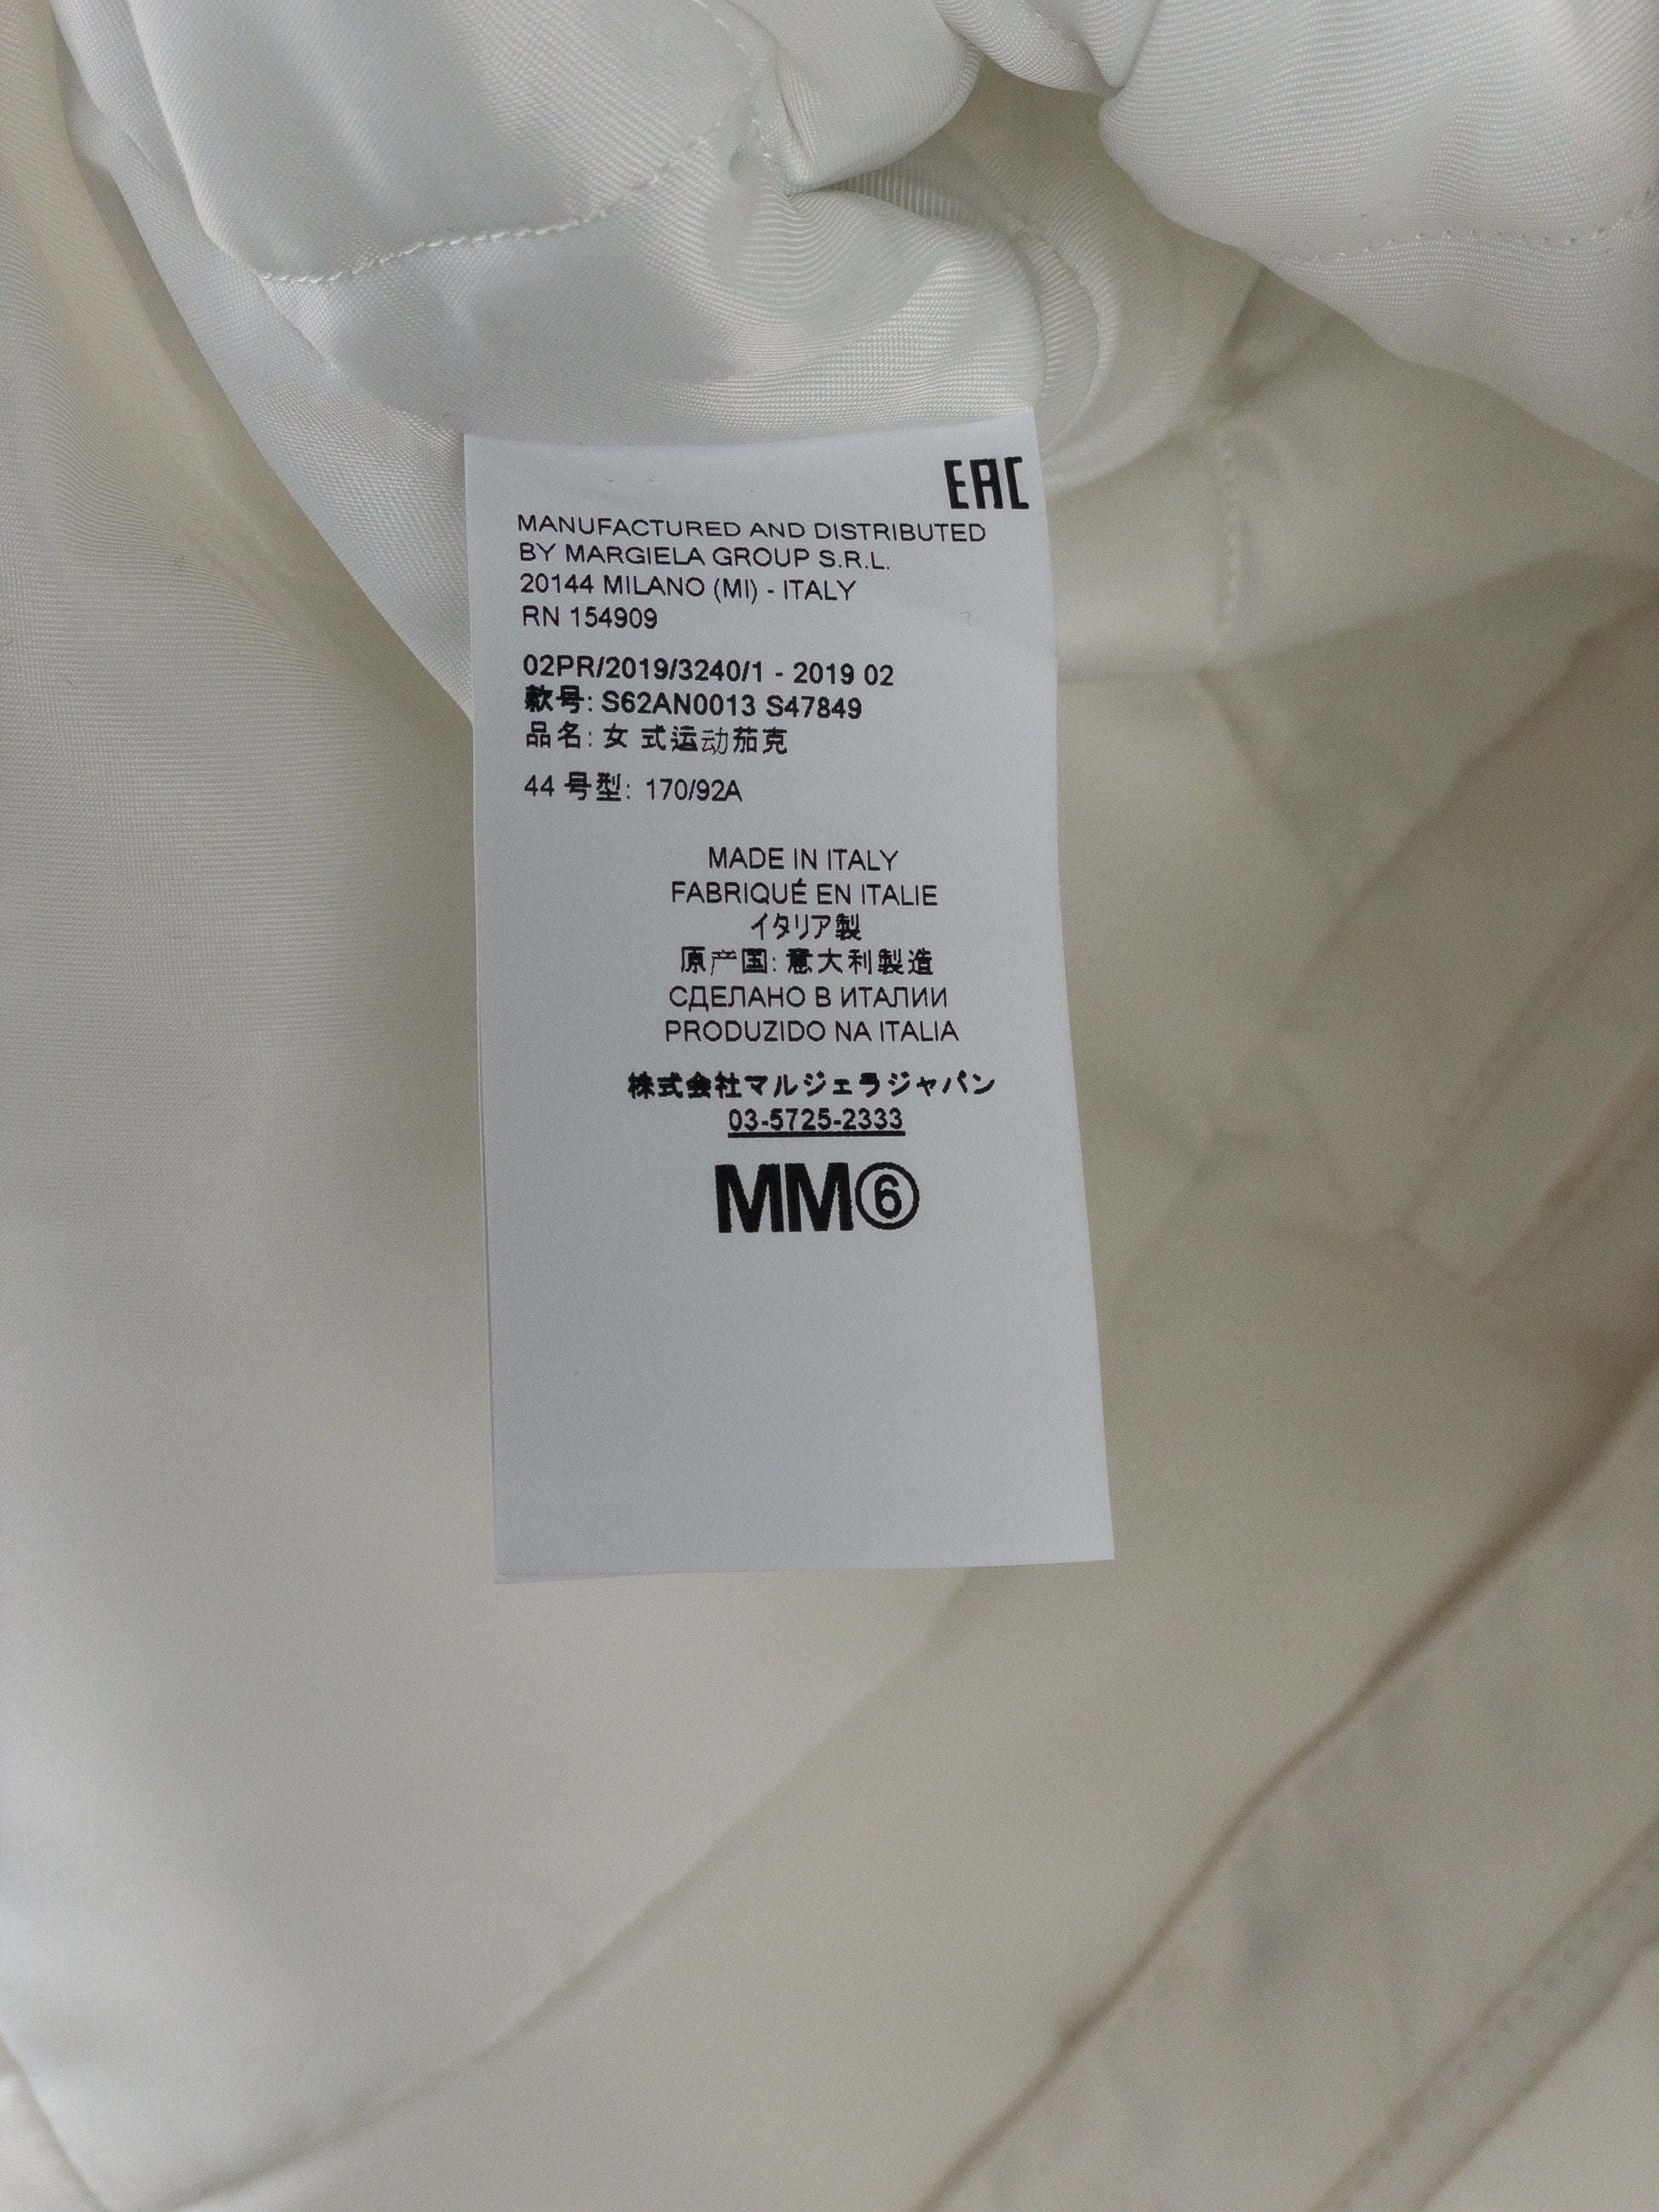 EAC
MANUFACTURED AND DISTRIBUTED
BY MARGIELA GROUP S.R.L.
20144 MILANO (MI) - ITALY
RN 154909
02PR/2019/3240/1 - 2019 02
款号: S62AN0013 S47849
品名: 女 式运动茄克
44 号型: 170/92A
MADE IN ITALY
FABRIQUÉ EN ITALIE
イタリア製
原产国: 意大利製造
СДЕЛАНО В ИТАЛИИ
PRODUZIDO NA ITALIA
株式会社マルジェラジャパン
03-5725-2333
MM⑥